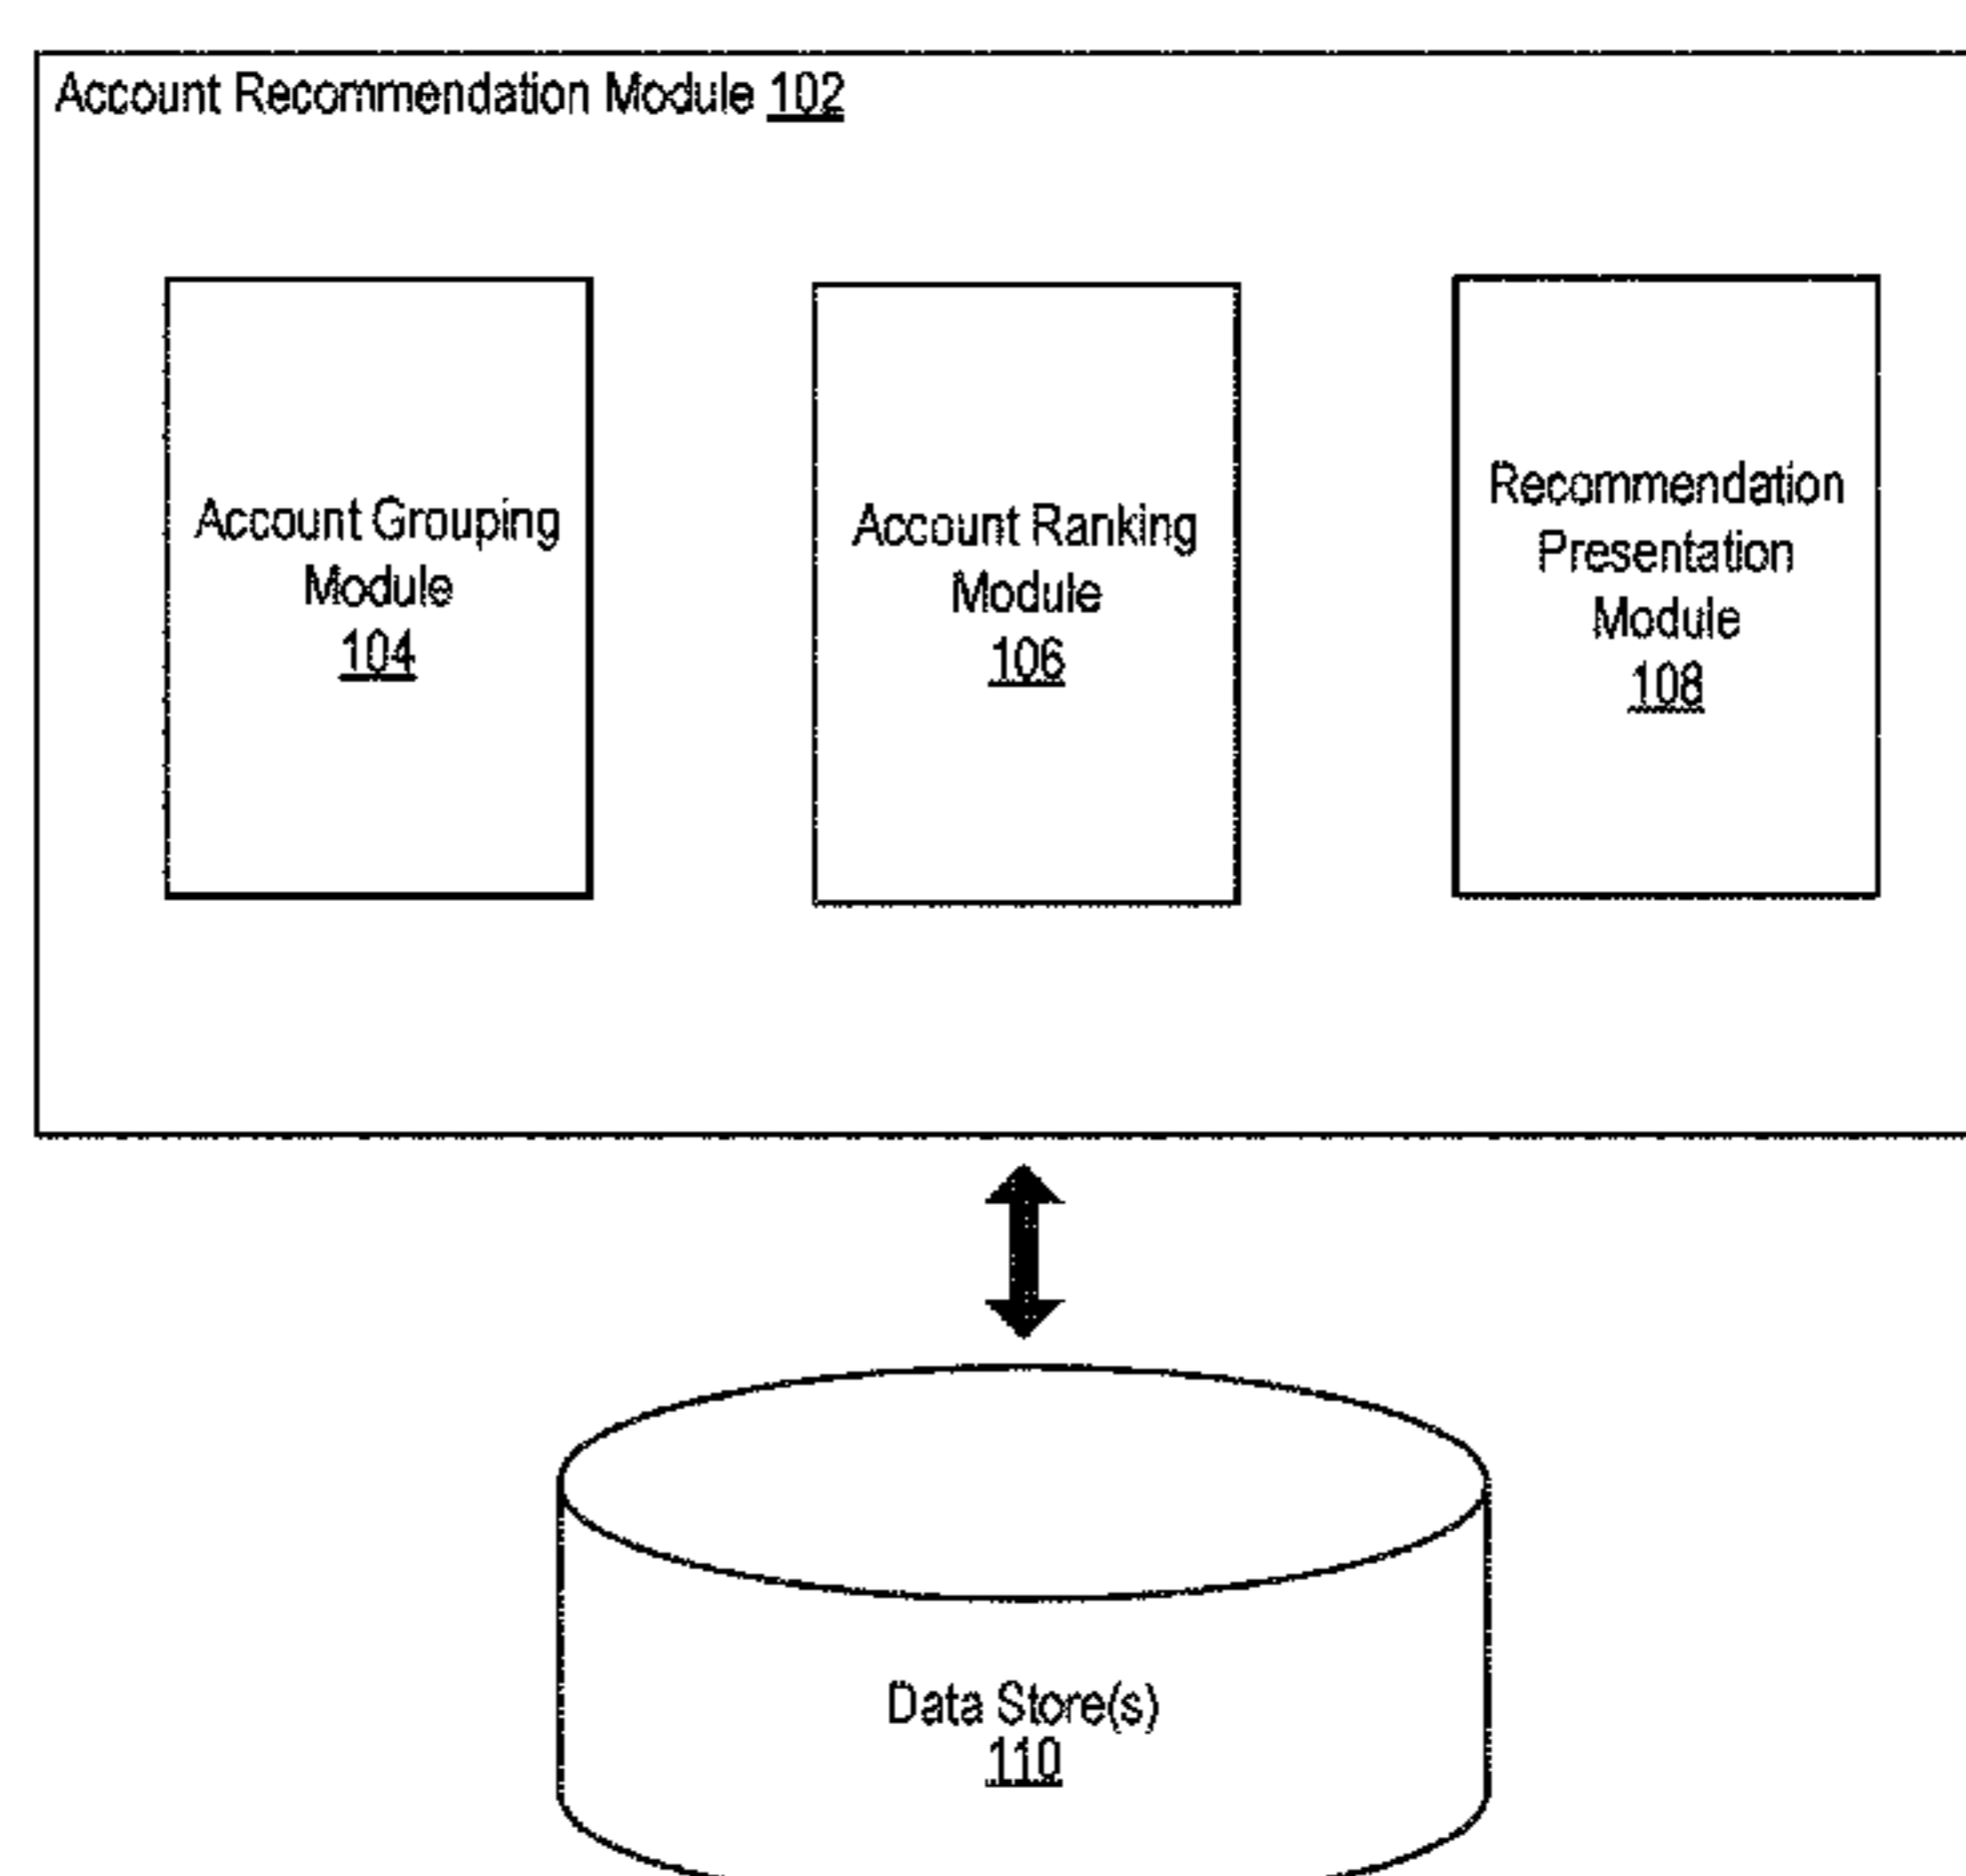 Account Recommendation Module 102
Account Grouping
Module
104
Account Ranking
Module
106
Recommendation
Presentation
Module
108
Data Store(s)
110